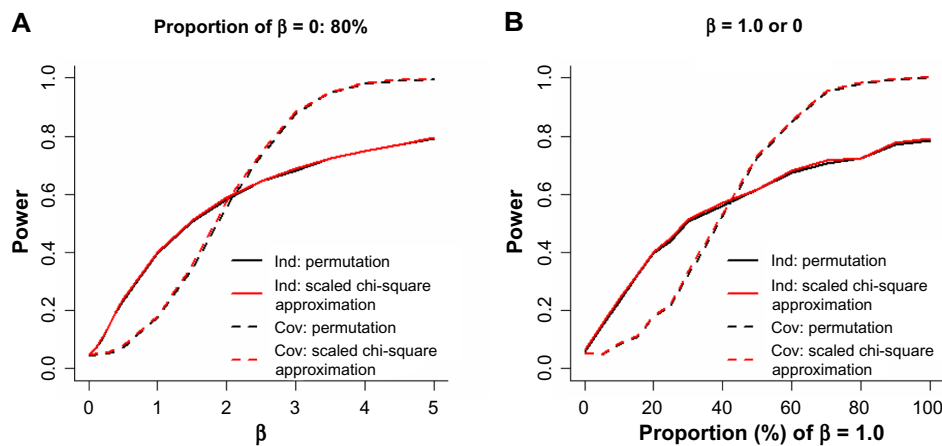 A
Proportion of β = 0: 80%
Power
1.0
0.8
0.6
0.4
0.2
0.0
Ind: permutation
Ind: scaled chi-square
approximation
Cov: permutation
Cov: scaled chi-square
approximation
0 1 2 3 4 5
β
B
β = 1.0 or 0
Power
1.0
0.8
0.6
0.4
0.2
0.0
Ind: permutation
Ind: scaled chi-square
approximation
Cov: permutation
Cov: scaled chi-square
approximation
0 20 40 60 80 100
Proportion (%) of β = 1.0